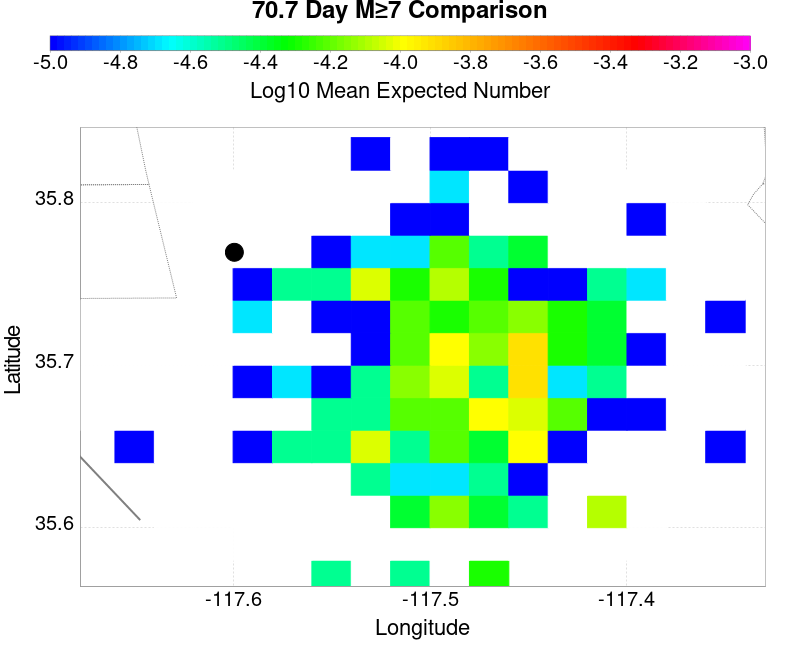 70.7 Day M≥7 Comparison
-5.0 -4.8 -4.6 -4.4 -4.2 -4.0 -3.8 -3.6 -3.4 -3.2 -3.0
Log10 Mean Expected Number
35.8
35.7
35.6
Latitude
-117.6 -117.5 -117.4
Longitude